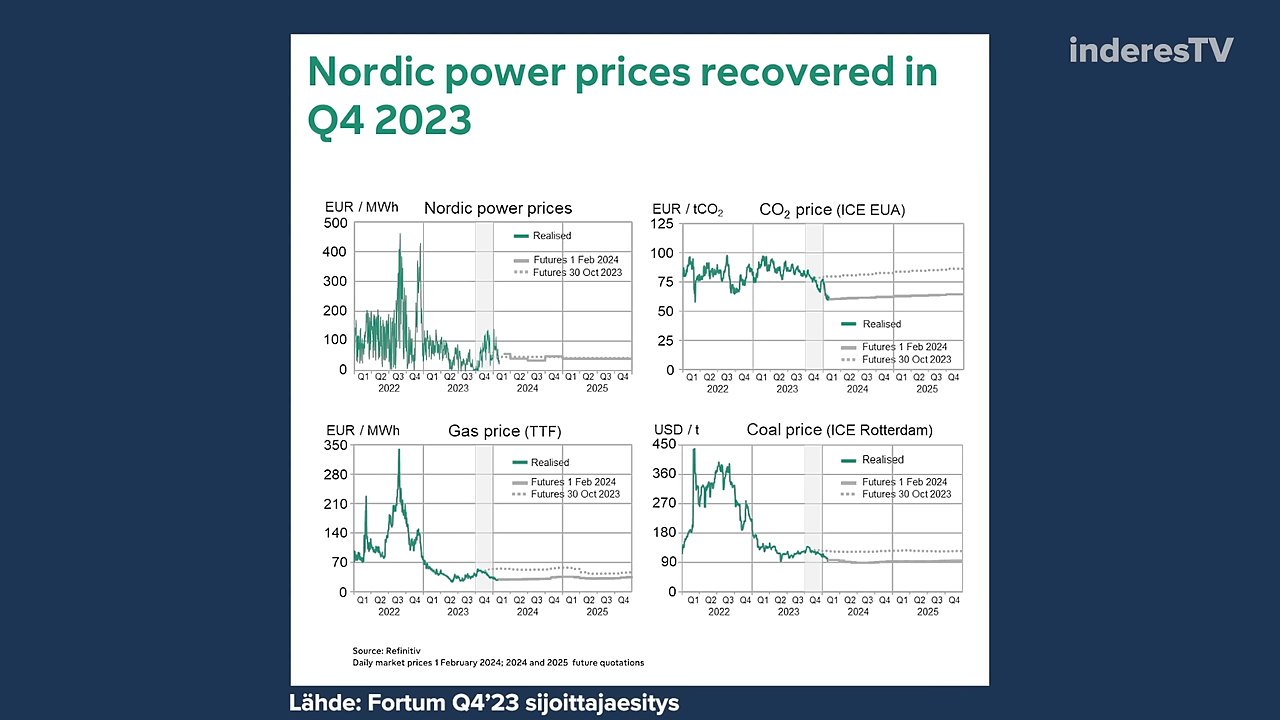 inderesTV
Nordic power prices recovered in
Q4 2023
EUR / MWh Nordic power prices
500
400
300
200
100
0
Realised
Futures 1 Feb 2024
Futures 30 Oct 2023
Q1 Q2 Q3 Q4 Q1 Q2 Q3 Q4 Q1 Q2 Q3 Q4 Q1 Q2 Q3 Q4
2022 2023 2024 2025
EUR / tCO₂ CO₂ price (ICE EUA)
125
100
75
50
25
0
Realised
Futures 1 Feb 2024
Futures 30 Oct 2023
Q1 Q2 Q3 Q4 Q1 Q2 Q3 Q4 Q1 Q2 Q3 Q4 Q1 Q2 Q3 Q4
2022 2023 2024 2025
EUR / MWh Gas price (TTF)
350
280
210
140
70
0
Realised
Futures 1 Feb 2024
Futures 30 Oct 2023
Q1 Q2 Q3 Q4 Q1 Q2 Q3 Q4 Q1 Q2 Q3 Q4 Q1 Q2 Q3 Q4
2022 2023 2024 2025
USD / t Coal price (ICE Rotterdam)
450
360
270
180
90
0
Realised
Futures 1 Feb 2024
Futures 30 Oct 2023
Q1 Q2 Q3 Q4 Q1 Q2 Q3 Q4 Q1 Q2 Q3 Q4 Q1 Q2 Q3 Q4
2022 2023 2024 2025
Source: Refinitiv
Daily market prices 1 February 2024; 2024 and 2025 future quotations
Lähde: Fortum Q4’23 sijoittajaesitys